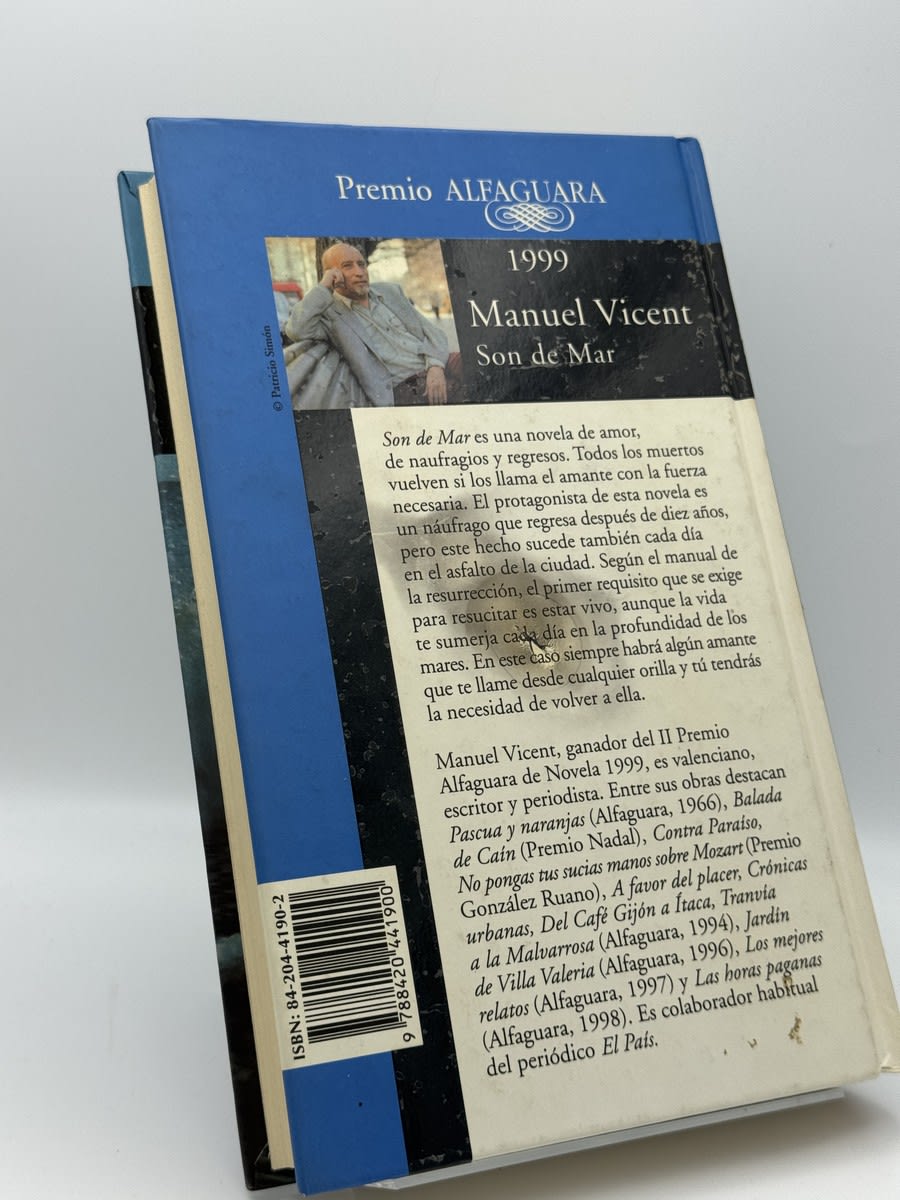 Premio ALFAGUARA
1999
Manuel Vicent
Son de Mar
© Patricio Simón
Son de Mar es una novela de amor,
de naufragios y regresos. Todos los muertos
vuelven si los llama el amante con la fuerza
necesaria. El protagonista de esta novela es
un náufrago que regresa después de diez años,
pero este hecho sucede también cada día
en el asfalto de la ciudad. Según el manual de
la resurrección, el primer requisito que se exige
para resucitar es estar vivo, aunque la vida
te sumerja cada día en la profundidad de los
mares. En este caso siempre habrá algún amante
que te llame desde cualquier orilla y tú tendrás
la necesidad de volver a ella.
Manuel Vicent, ganador del II Premio
Alfaguara de Novela 1999, es valenciano,
escritor y periodista. Entre sus obras destacan
Pascua y naranjas (Alfaguara, 1966), Balada
de Caín (Premio Nadal), Contra Paraíso,
No pongas tus sucias manos sobre Mozart (Premio
González Ruano), A favor del placer, Crónicas
urbanas, Del Café Gijón a Ítaca, Tranvía
a la Malvarrosa (Alfaguara, 1994), Jardín
de Villa Valeria (Alfaguara, 1996), Los mejores
relatos (Alfaguara, 1997) y Las horas paganas
(Alfaguara, 1998). Es colaborador habitual
del periódico El País.
ISBN: 84-204-4190-2
9 788420 441900